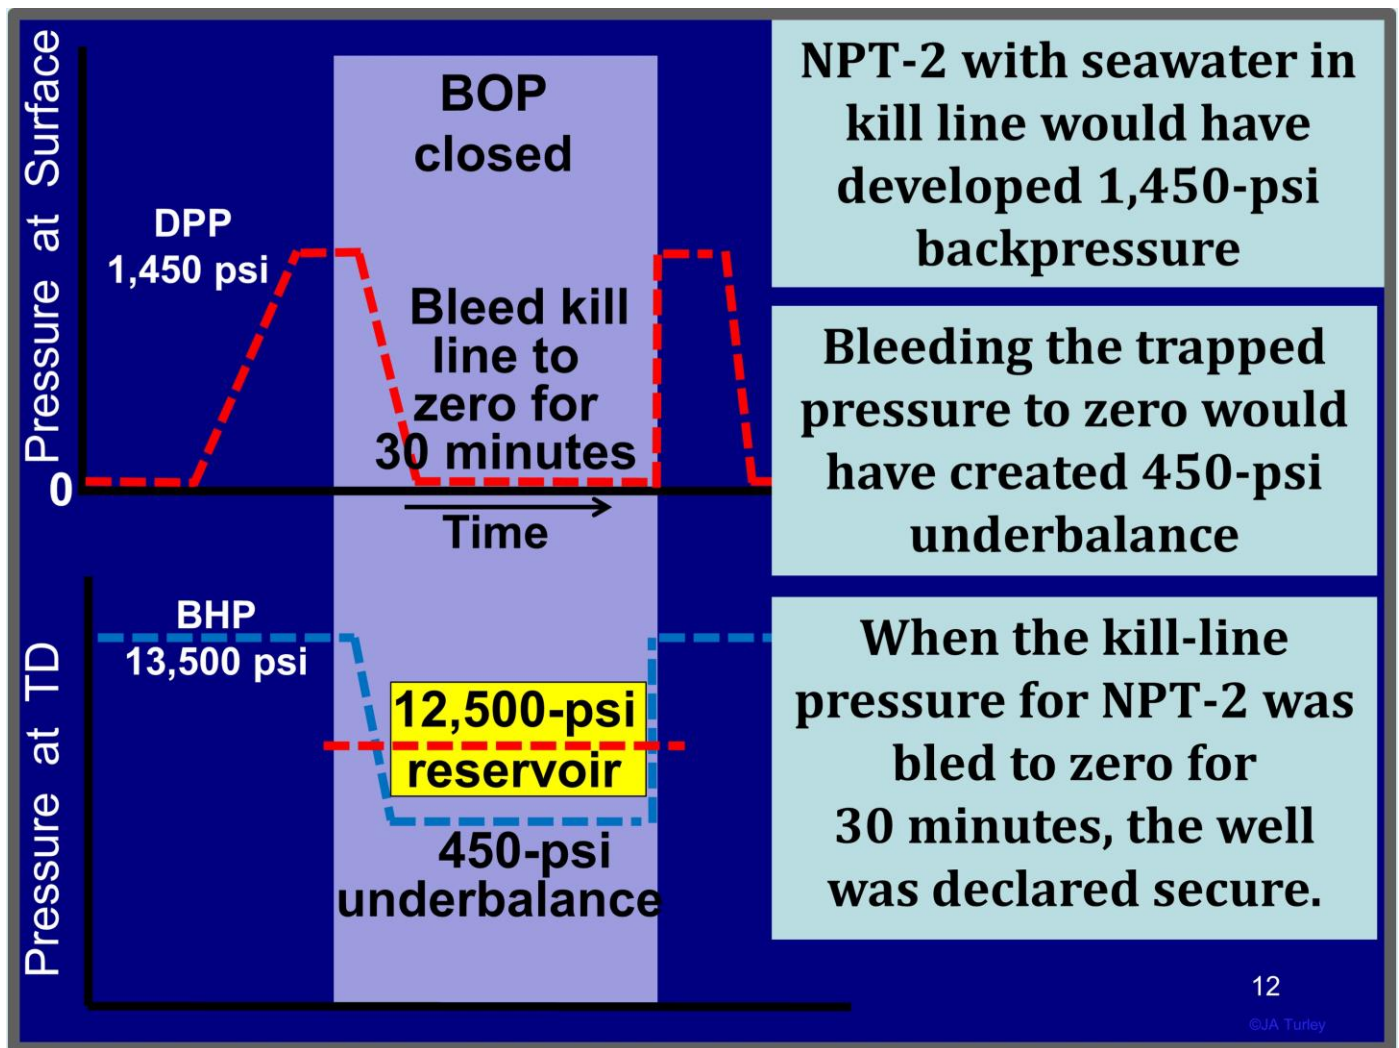 Pressure at Surface
BOP
closed
DPP
1,450 psi
Bleed kill
line to
zero for
30 minutes
0
Time
Pressure at TD
BHP
13,500 psi
12,500-psi
reservoir
450-psi
underbalance
NPT-2 with seawater in
kill line would have
developed 1,450-psi
backpressure
Bleeding the trapped
pressure to zero would
have created 450-psi
underbalance
When the kill-line
pressure for NPT-2 was
bled to zero for
30 minutes, the well
was declared secure.
12
©JA Turley